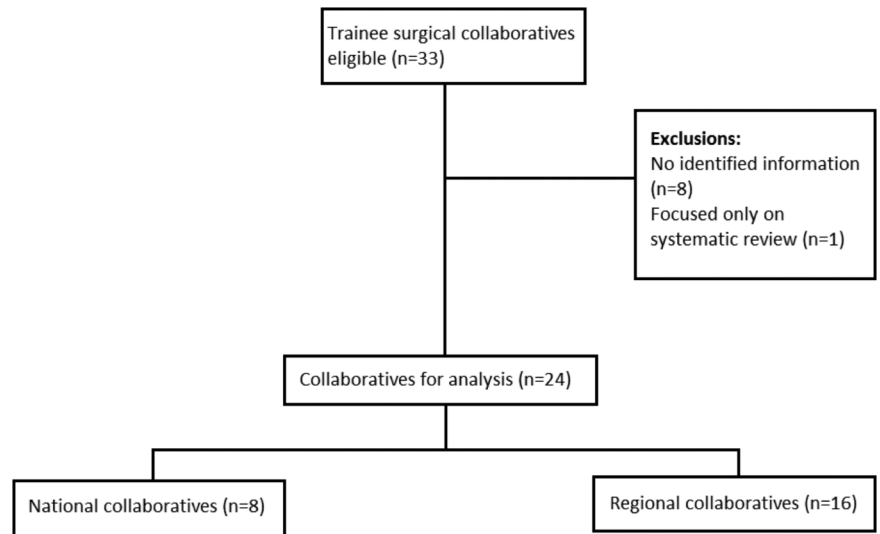 Trainee surgical collaboratives
eligible (n=33)
Exclusions:
No identified information
(n=8)
Focused only on
systematic review (n=1)
Collaboratives for analysis (n=24)
National collaboratives (n=8)
Regional collaboratives (n=16)